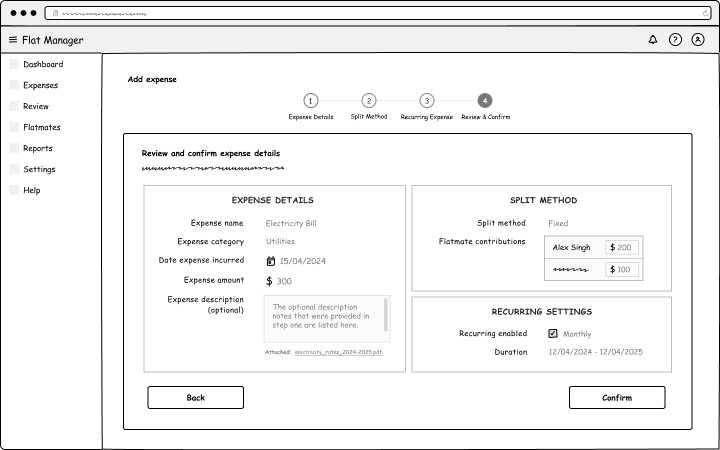 Flat Manager
Dashboard
Expenses
Review
Flatmates
Reports
Settings
Help
Add expense
1 2 3 4
Expense Details Split Method Recurring Expense Review & Confirm
Review and confirm expense details
EXPENSE DETAILS
Expense name Electricity Bill
Expense category Utilities
Date expense incurred 15/04/2024
Expense amount $ 300
Expense description
(optional)
The optional description
notes that were provided in
step one are listed here.
Attached: electricity_rates_2024-2025.pdf
SPLIT METHOD
Split method Fixed
Flatmate contributions
Alex Singh $ 200
$ 100
RECURRING SETTINGS
Recurring enabled Monthly
Duration 12/04/2024 - 12/04/2025
Back
Confirm